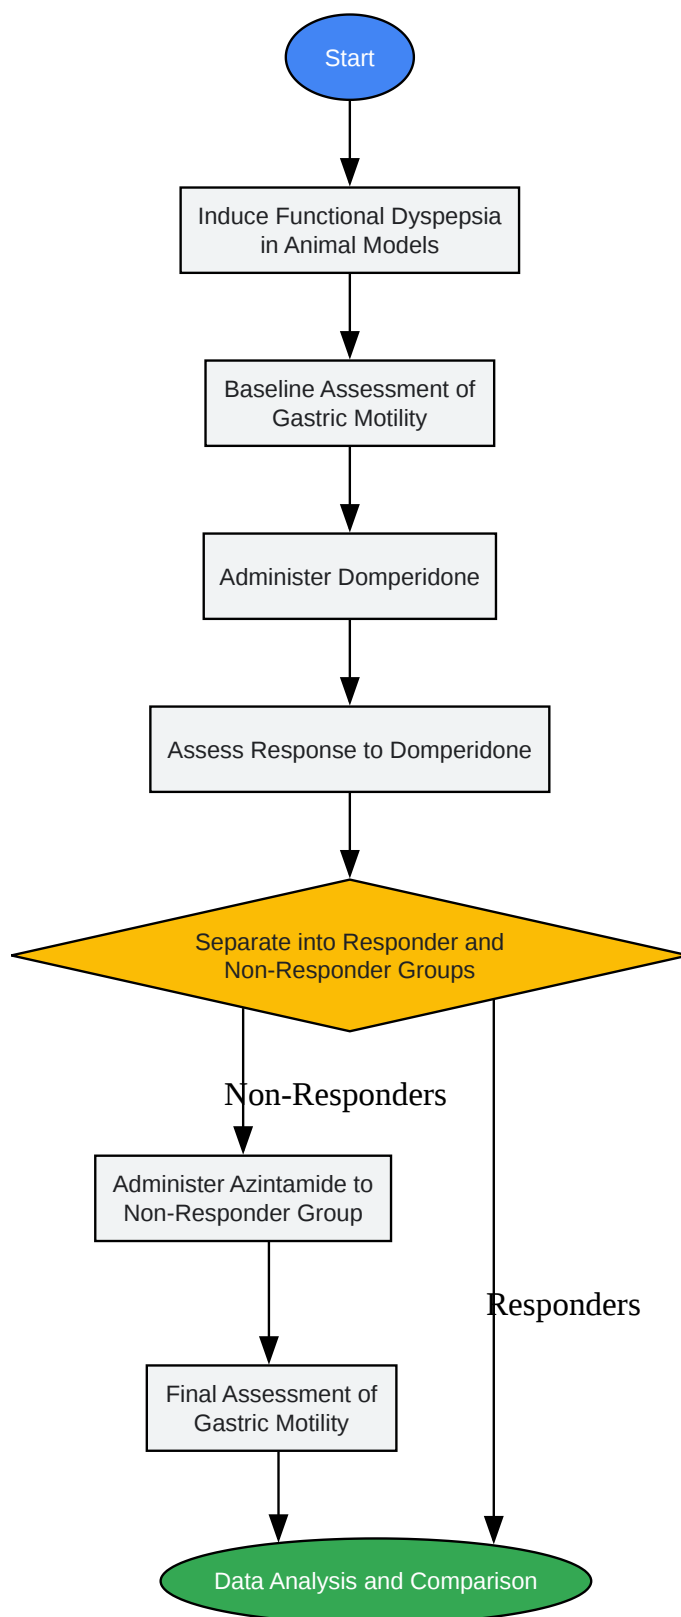 Start
Induce Functional Dyspepsia
in Animal Models
Baseline Assessment of
Gastric Motility
Administer Domperidone
Assess Response to Domperidone
Separate into Responder and
Non-Responder Groups
Non-Responders
Administer Azintamide to
Non-Responder Group
Responders
Final Assessment of
Gastric Motility
Data Analysis and Comparison